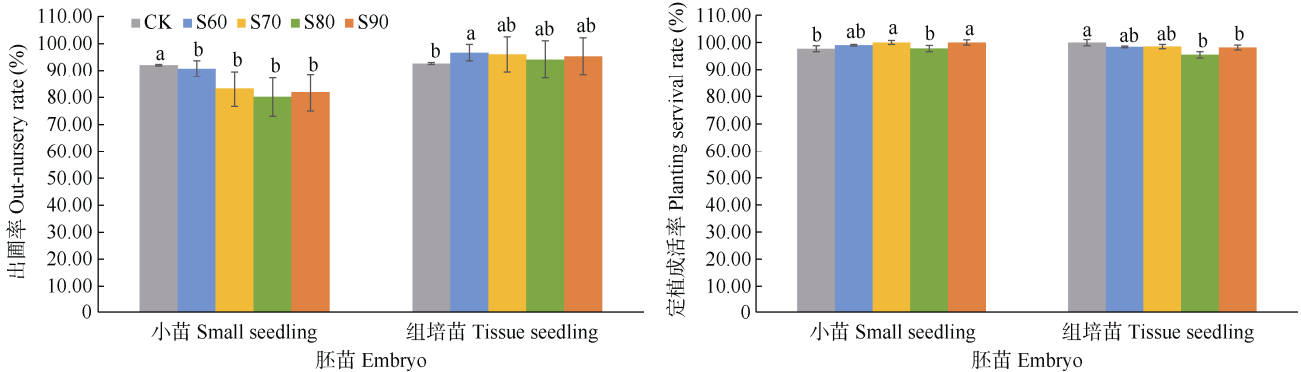 110.00
100.00
90.00
80.00
70.00
60.00
50.00
40.00
30.00
20.00
10.00
0
出圃率 Out-nursery rate (%)
CK S60 S70 S80 S90
a b b b b
b a ab ab ab
小苗 Small seedling 组培苗 Tissue seedling
胚苗 Embryo
110.00
100.00
90.00
80.00
70.00
60.00
50.00
40.00
30.00
20.00
10.00
0
定植成活率 Planting servival rate (%)
b ab a b a
a ab ab b b
小苗 Small seedling 组培苗 Tissue seedling
胚苗 Embryo